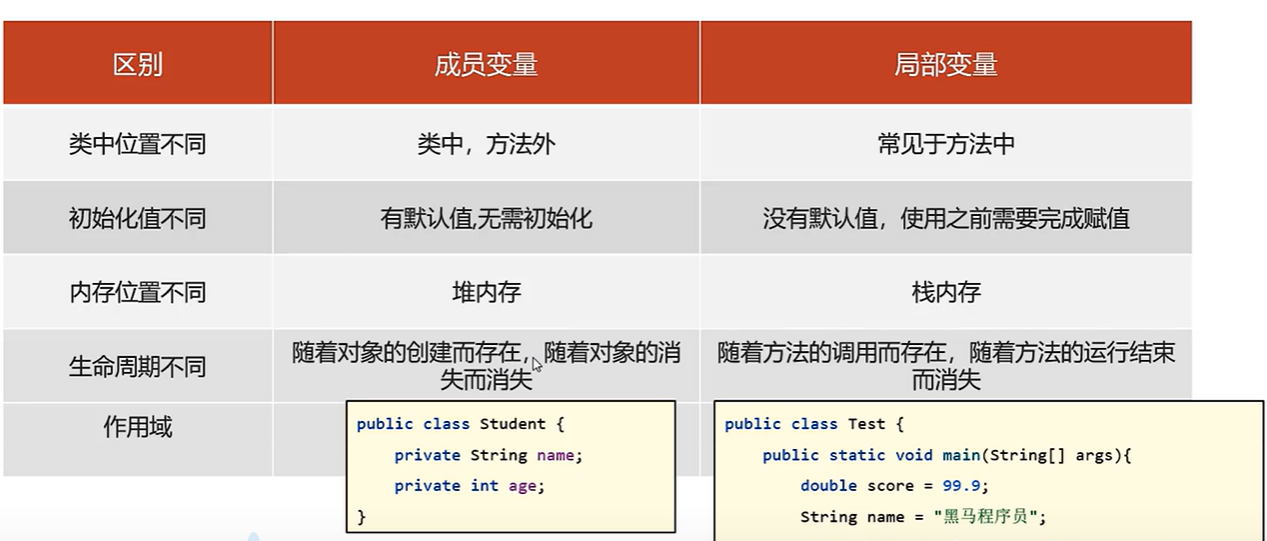 区别 成员变量 局部变量
类中位置不同 类中，方法外 常见于方法中
初始化值不同 有默认值,无需初始化 没有默认值，使用之前需要完成赋值
内存位置不同 堆内存 栈内存
生命周期不同
随着对象的创建而存在，随着对象的消
失而消失
随着方法的调用而存在，随着方法的运行结束
而消失
作用域
public class Student {
private String name;
private int age;
}
public class Test {
public static void main(String[] args){
double score = 99.9;
String name = "黑马程序员";